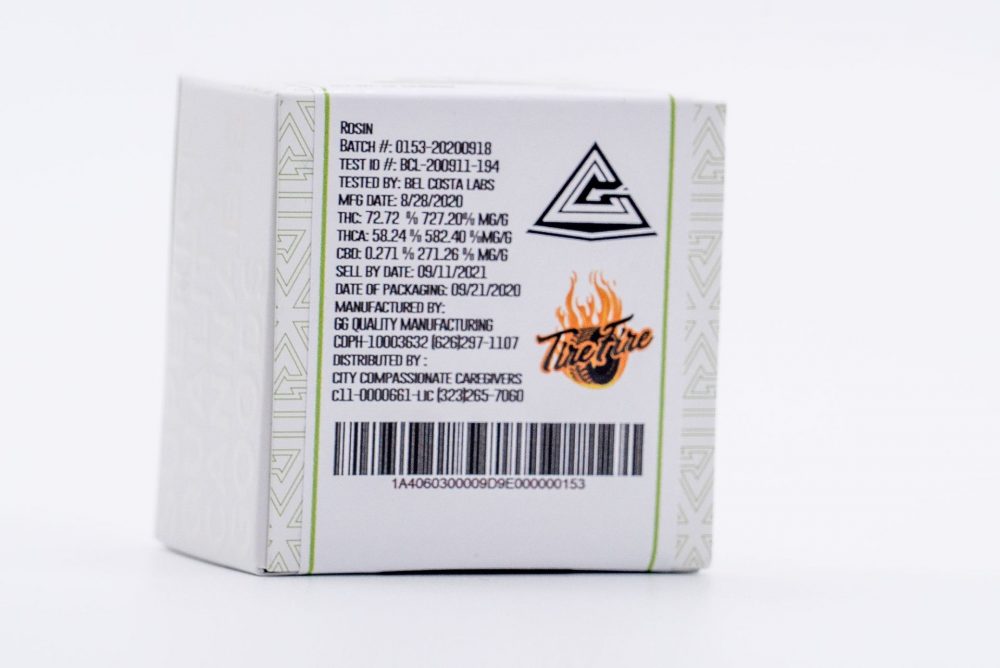 ROSIN
BATCH #: 0153-20200918
TEST ID #: BCL-200911-194
TESTED BY: BEL COSTA LABS
MFG DATE: 8/28/2020
THC: 72.72 % 727.20% MG/G
THCA: 58.24 % 582.40 %MG/G
CBD: 0.271 % 271.26 % MG/G
SELL BY DATE: 09/11/2021
DATE OF PACKAGING: 09/21/2020
MANUFACTURED BY:
GG QUALITY MANUFACTURING
CDPH-10003632 (626)297-1107
DISTRIBUTED BY :
CITY COMPASSIONATE CAREGIVERS
C11-0000661-LIC (323)265-7060
Tire Fire
1A4060300009D9E000000153